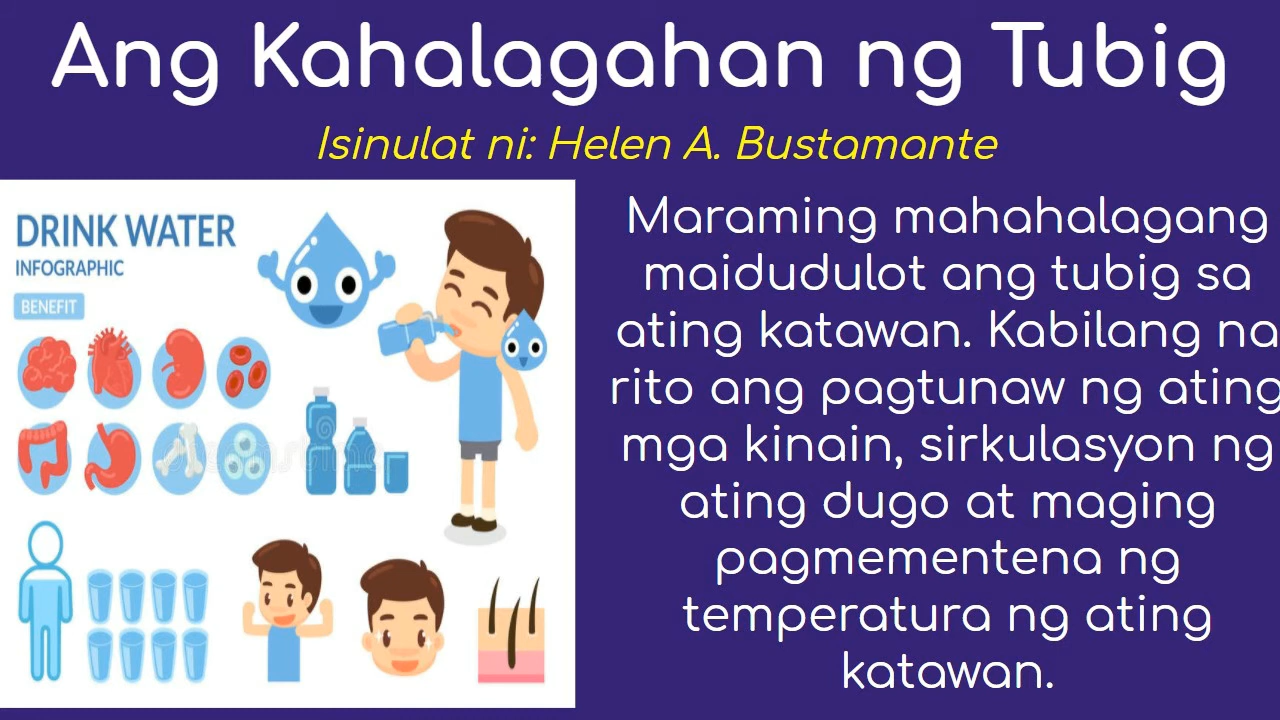 Ang Kahalagahan ng Tubig
Isinulat ni: Helen A. Bustamante
DRINK WATER
INFOGRAPHIC
BENEFIT
Maraming mahahalagang
maidudulot ang tubig sa
ating katawan. Kabilang na
rito ang pagtunaw ng ating
mga kinain, sirkulasyon ng
ating dugo at maging
pagmementena ng
temperatura ng ating
katawan.